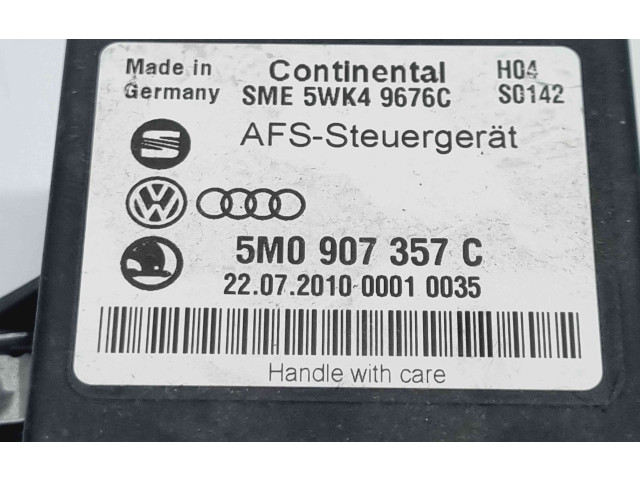 Made in Germany
Continental
SME 5WK4 9676C
H04
S0142
AFS-Steuergerät
5M0 907 357 C
22.07.2010 0001 0035
Handle with care